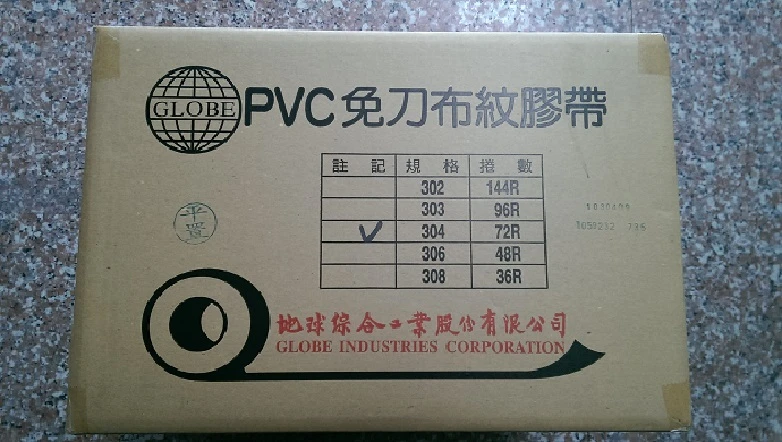 GLOBE
PVC免刀布紋膠帶
註記 規格 捲數
302 144R
303 96R
304 72R
306 48R
308 36R
平置
地球綜合工業股份有限公司
GLOBE INDUSTRIES CORPORATION